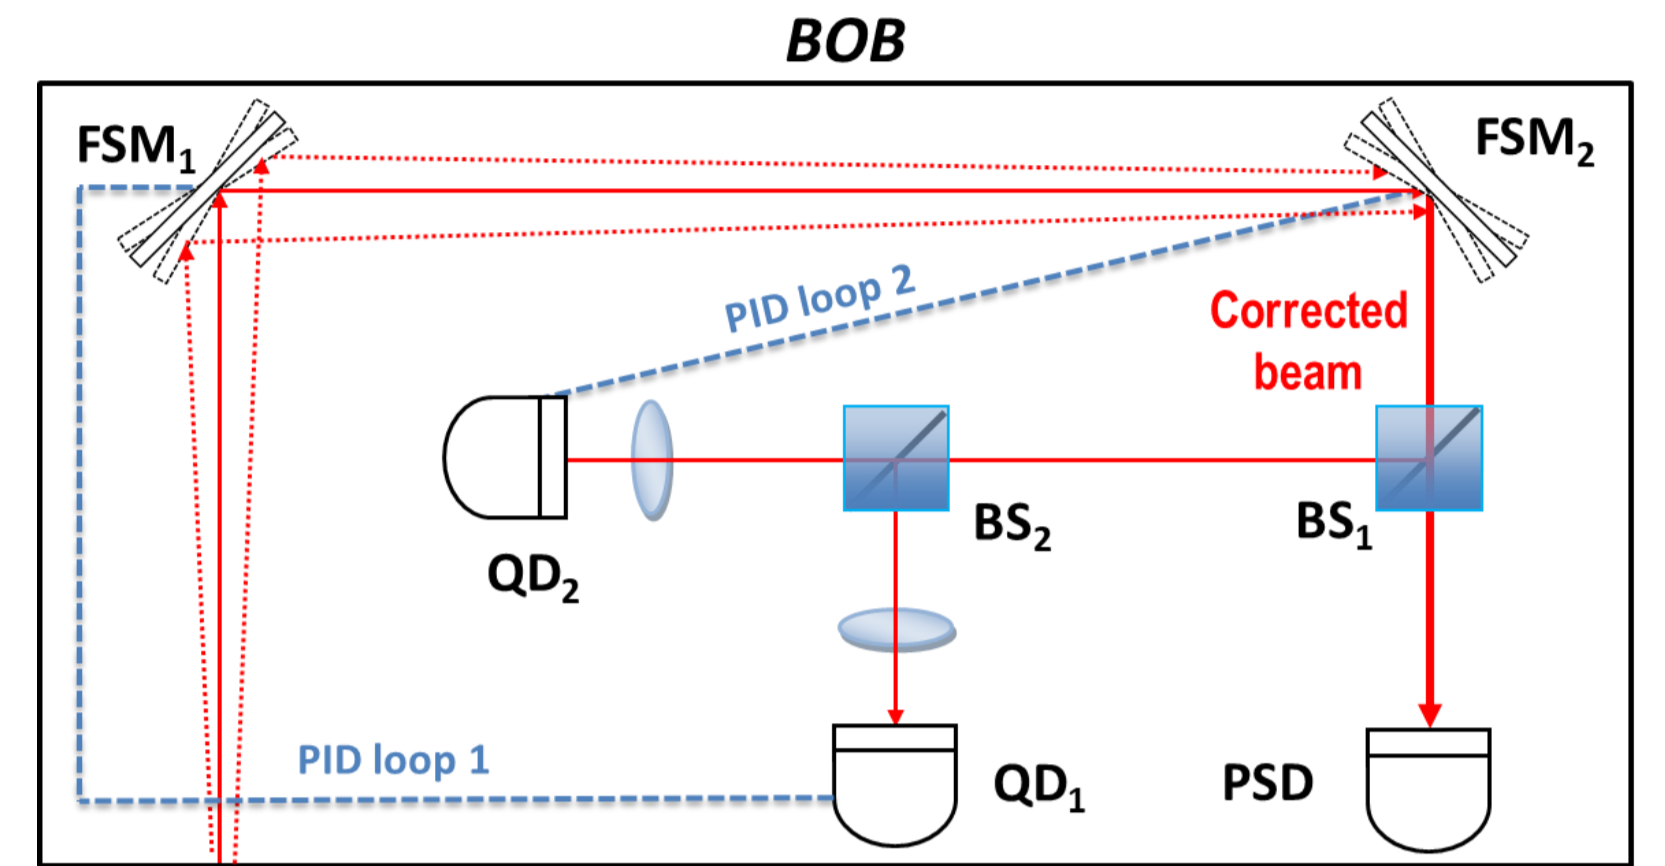 BOB
FSM₁
FSM₂
PID loop 2
Corrected
beam
BS₂
BS₁
QD₂
PID loop 1
QD₁
PSD